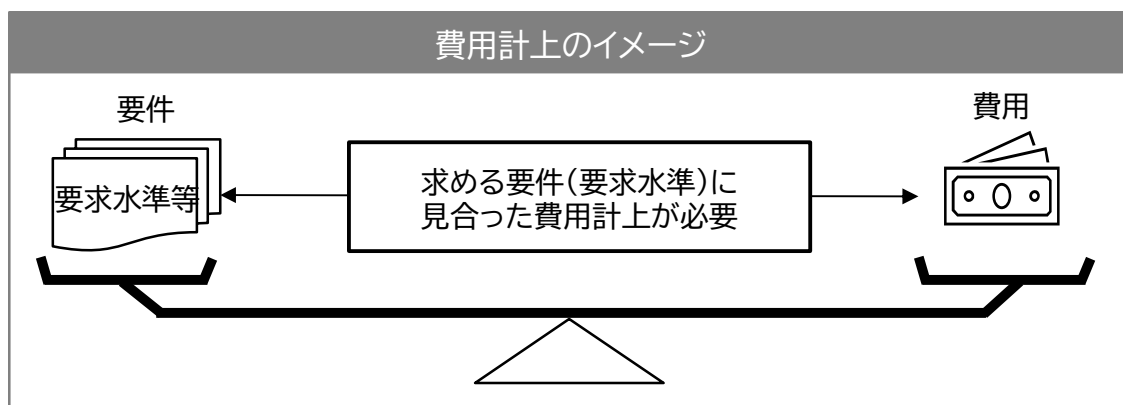 費用計上のイメージ
要件
費用
要求水準等
求める要件(要求水準)に
見合った費用計上が必要